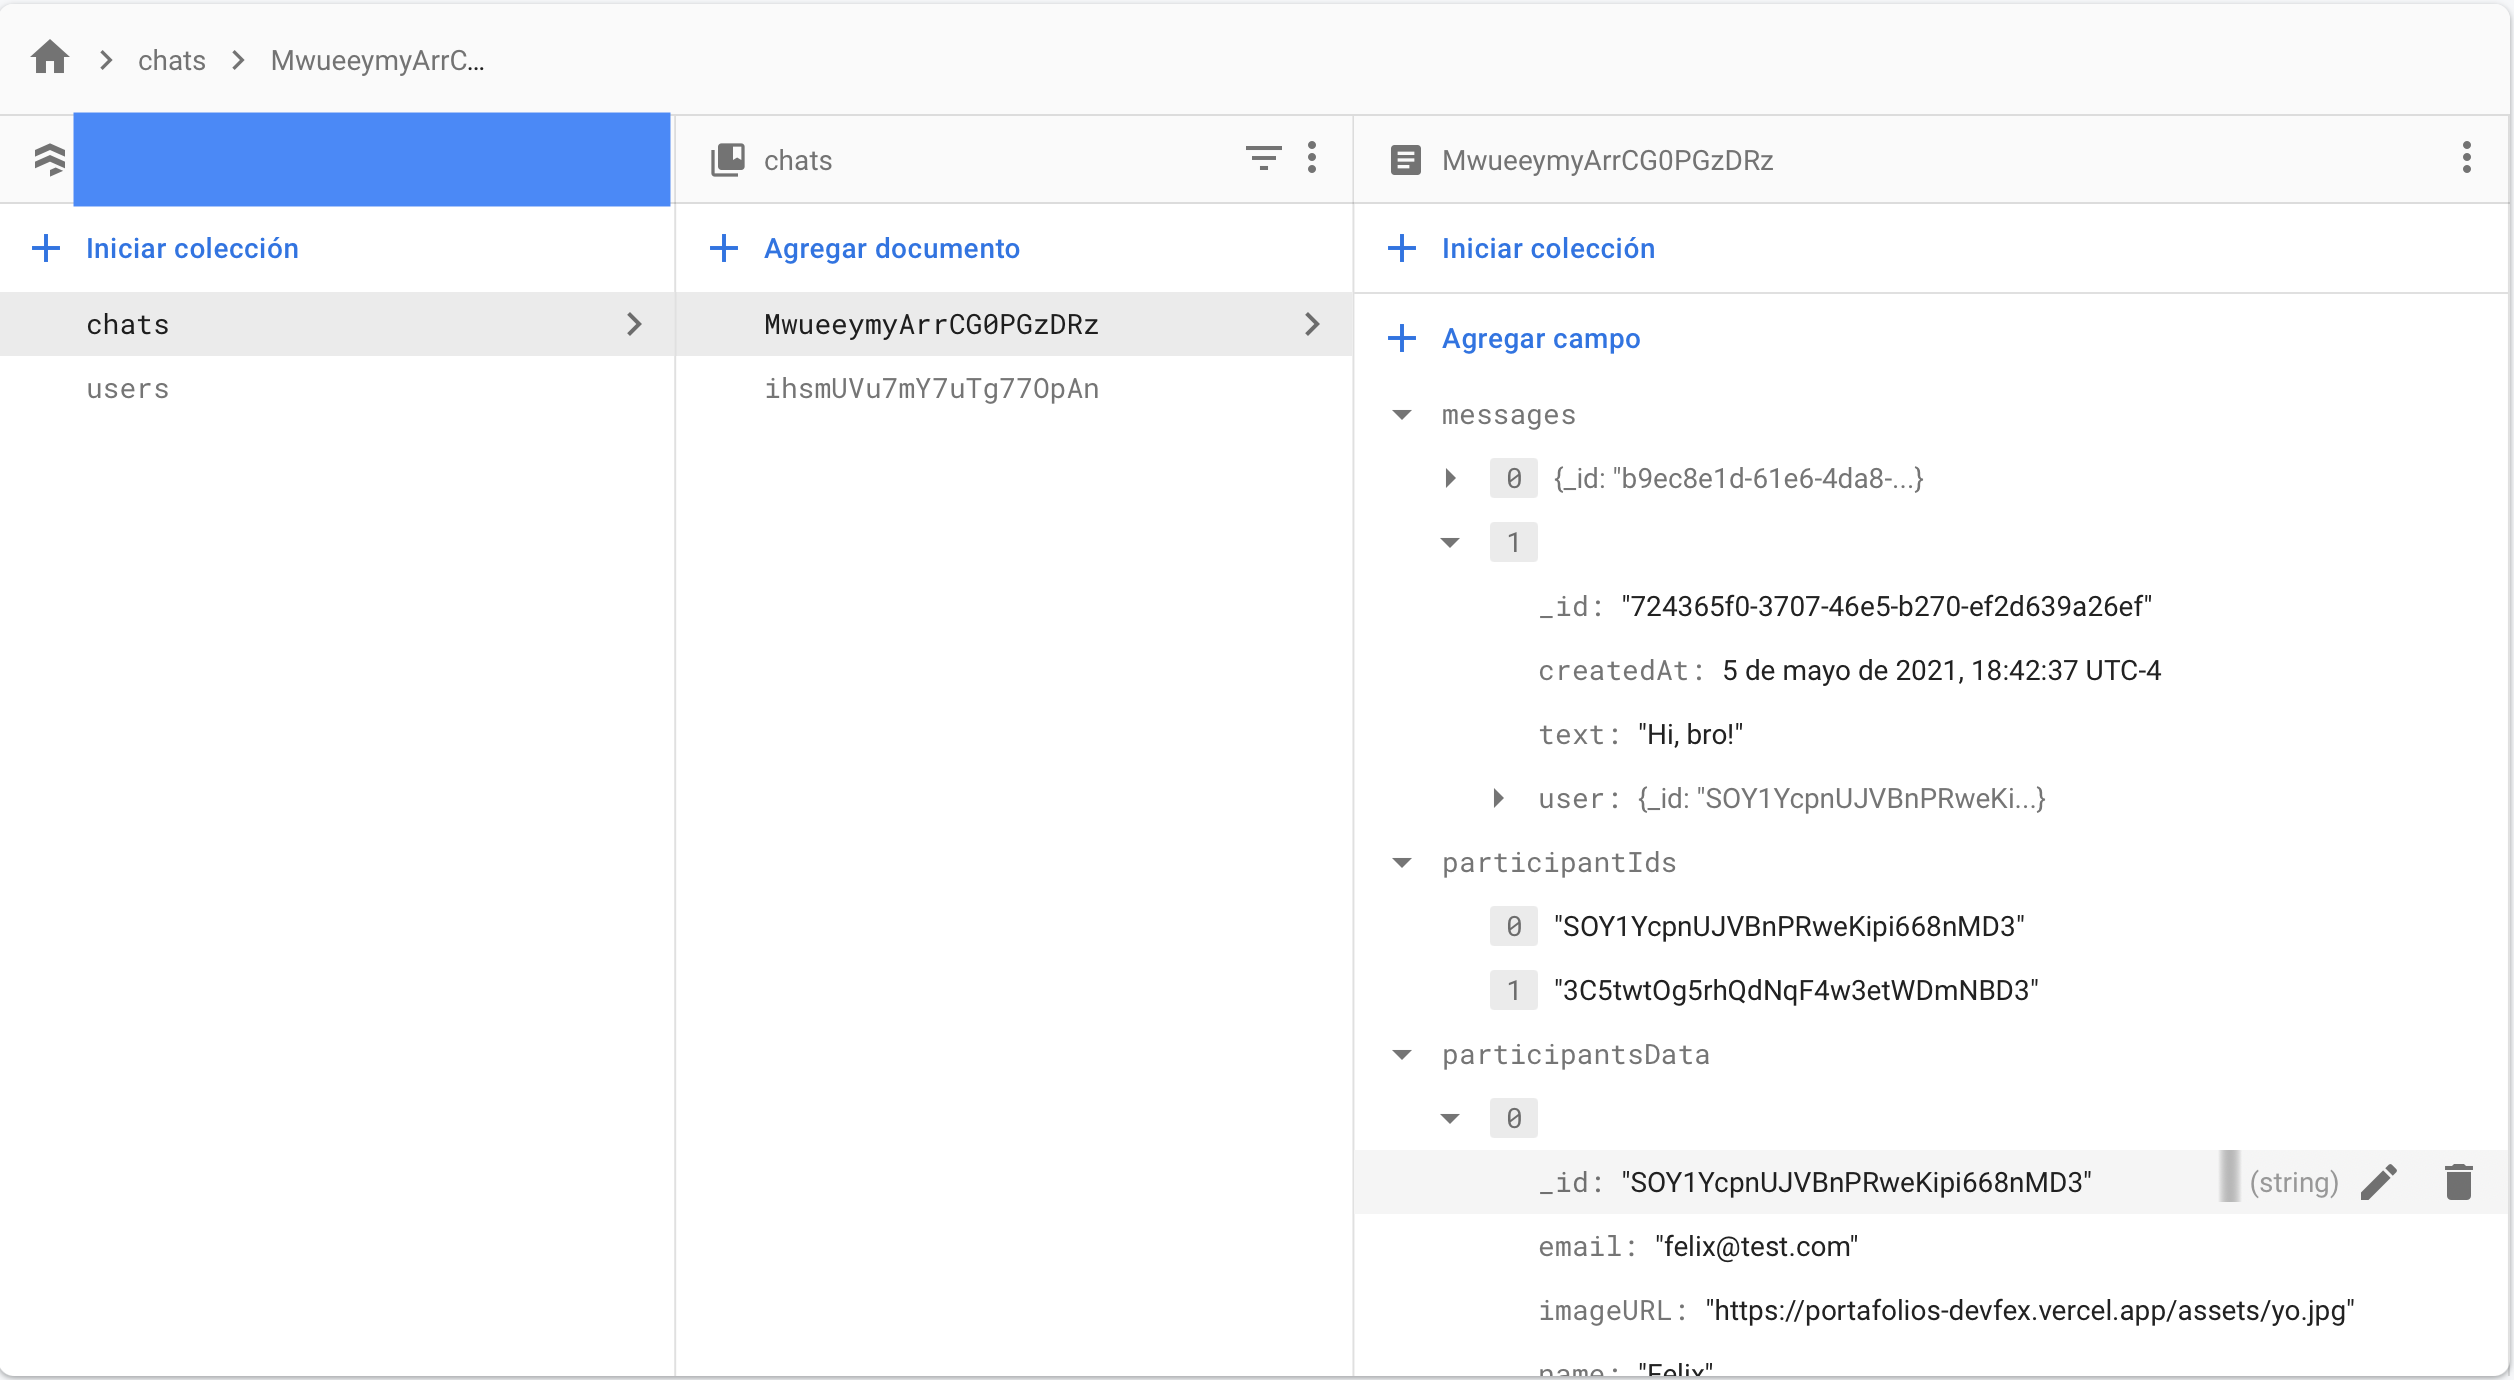 chats MwueeymyArrC...
chats
MwueeymyArrCG0PGzDRz
Iniciar colección
Agregar documento
Iniciar colección
chats
users
MwueeymyArrCG0PGzDRz
ihsmUVu7mY7uTg77OpAn
Agregar campo
messages
0 {_id: "b9ec8e1d-61e6-4da8-...}
1
_id: "724365f0-3707-46e5-b270-ef2d639a26ef"
createdAt: 5 de mayo de 2021, 18:42:37 UTC-4
text: "Hi, bro!"
user: {_id: "SOY1YcpnUJVBnPRweKi...}
participantIds
0 "SOY1YcpnUJVBnPRweKipi668nMD3"
1 "3C5twtOg5rhQdNqF4w3etWDmNBD3"
participantsData
0
_id: "SOY1YcpnUJVBnPRweKipi668nMD3" (string)
email: "felix@test.com"
imageURL: "https://portafolios-devfex.vercel.app/assets/yo.jpg"
name: "Felix"